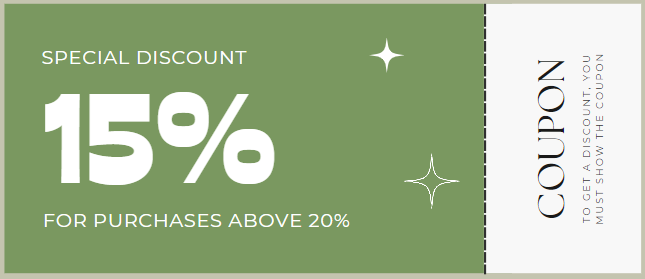 SPECIAL DISCOUNT
15%
FOR PURCHASES ABOVE 20%
COUPON
TO GET A DISCOUNT, YOU
MUST SHOW THE COUPON